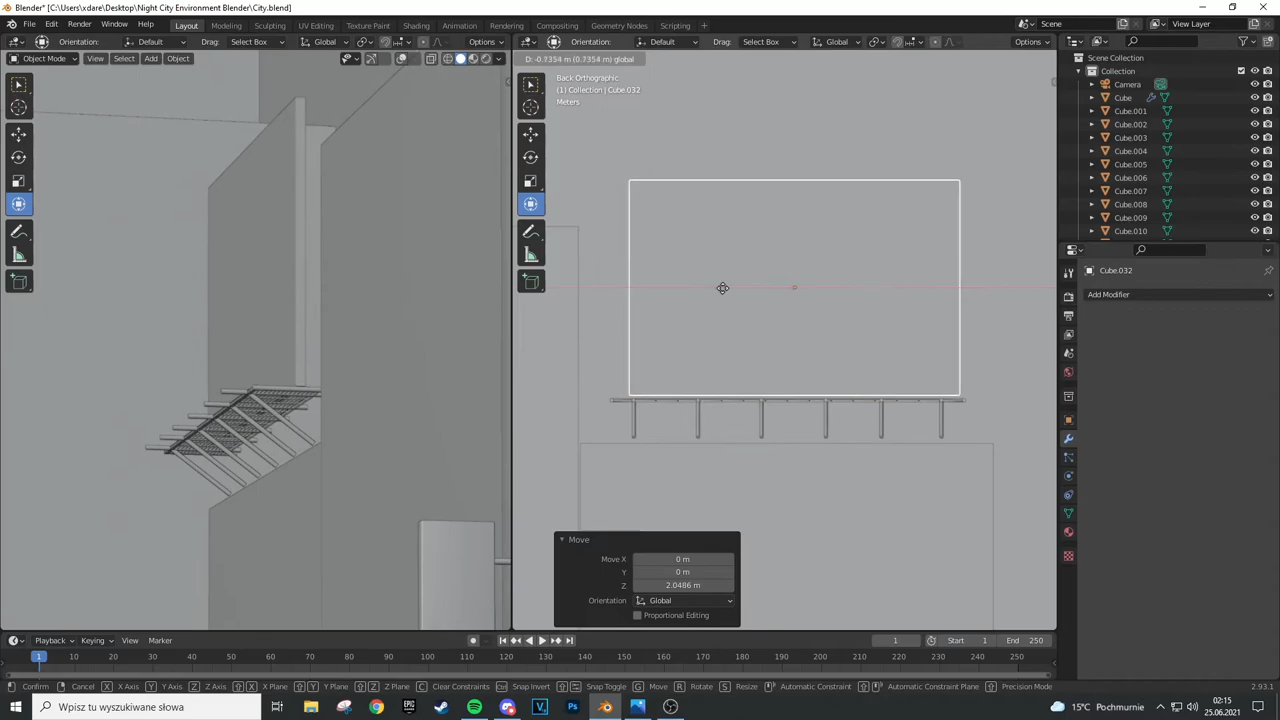 Blender* [C:\Users\xdare\Desktop\Night City Environment Blender\City.blend]
File Edit Render Window Help Layout Modeling Sculpting UV Editing Texture Paint Shading Animation Rendering Compositing Geometry Nodes Scripting + Scene View Layer
Orientation: Default Drag: Select Box Global Options Orientation: Default Drag: Select Box Global Options
Object Mode View Select Add Object D: -0.7354 m (0.7354 m) global
Scene Collection
Collection
Back Orthographic
(1) Collection | Cube.032
Meters
Camera
Cube
Cube.001
Cube.002
Cube.003
Cube.004
Cube.005
Cube.006
Cube.007
Cube.008
Cube.009
Cube.010
Cube.032
Add Modifier
Move
Move X 0 m
Y 0 m
Z 2.0486 m
Orientation Global
Proportional Editing
Playback Keying View Marker 1 Start 1 End 250
1 10 20 30 40 50 60 70 80 90 100 110 120 130 140 150 160 170 180 190 200 210 220 230 240 250
Confirm Cancel X X Axis Y Y Axis Z Z Axis X X Plane Y Y Plane Z Z Plane C Clear Constraints Ctrl Snap Invert Snap Toggle G Move R Rotate S Resize Automatic Constraint Automatic Constraint Plane Precision Mode 2.93.1
Wpisz tu wyszukiwane słowa 15°C Pochmurnie 02:15
25.06.2021